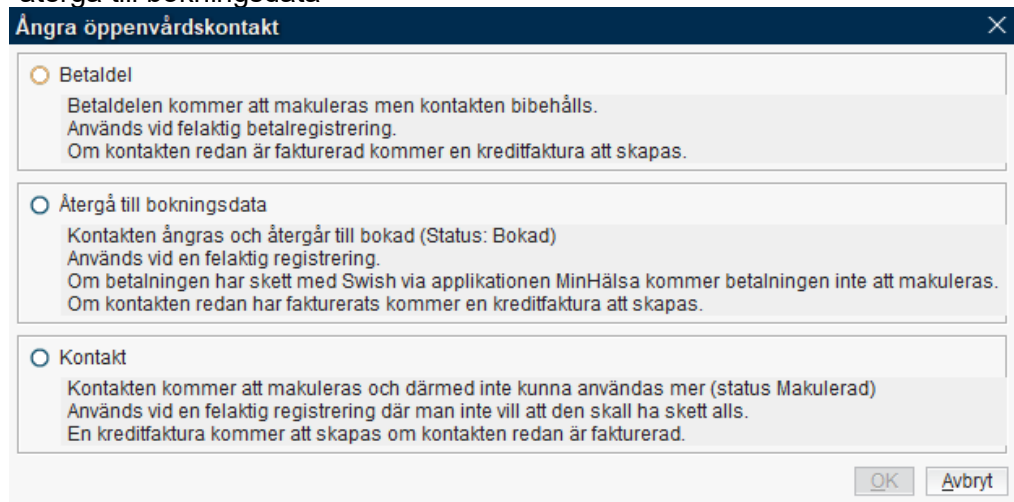 återgå till bokningsdata
Ångra öppenvårdskontakt
Betaldel
Betaldelen kommer att makuleras men kontakten bibehålls.
Används vid felaktig betalregistrering.
Om kontakten redan är fakturerad kommer en kreditfaktura att skapas.
Återgå till bokningsdata
Kontakten ångras och återgår till bokad (Status: Bokad)
Används vid en felaktig registrering.
Om betalningen har skett med Swish via applikationen MinHälsa kommer betalningen inte att makuleras.
Om kontakten redan har fakturerats kommer en kreditfaktura att skapas.
Kontakt
Kontakten kommer att makuleras och därmed inte kunna användas mer (status Makulerad)
Används vid en felaktig registrering där man inte vill att den skall ha skett alls.
En kreditfaktura kommer att skapas om kontakten redan är fakturerad.
OK Avbryt